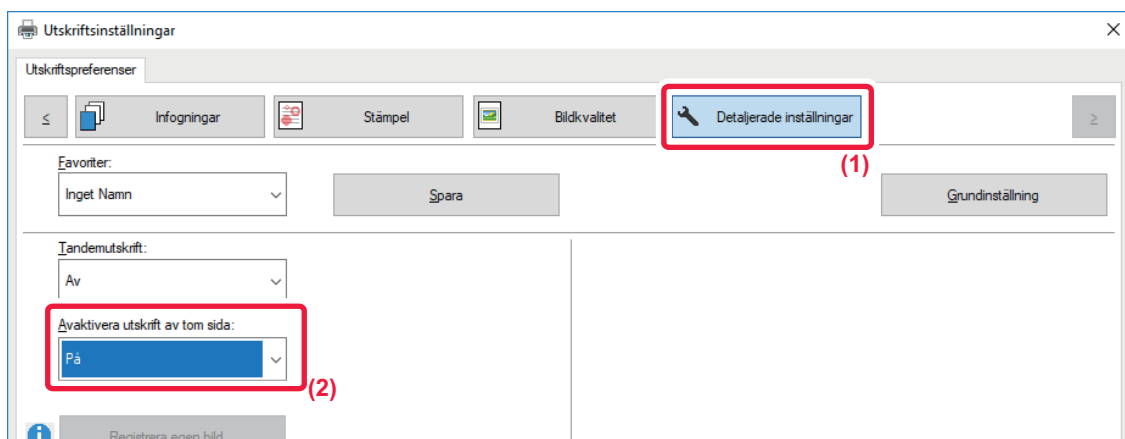 Utskriftsinställningar
Utskriftspreferenser
< Infogningar Stämpel Bildkvalitet Detaljerade inställningar >
(1)
Favoriter:
Inget Namn Spara Grundinställning
Tandemutskrift:
Av
Avaktivera utskrift av tom sida:
På
(2)
Registrera egen bild